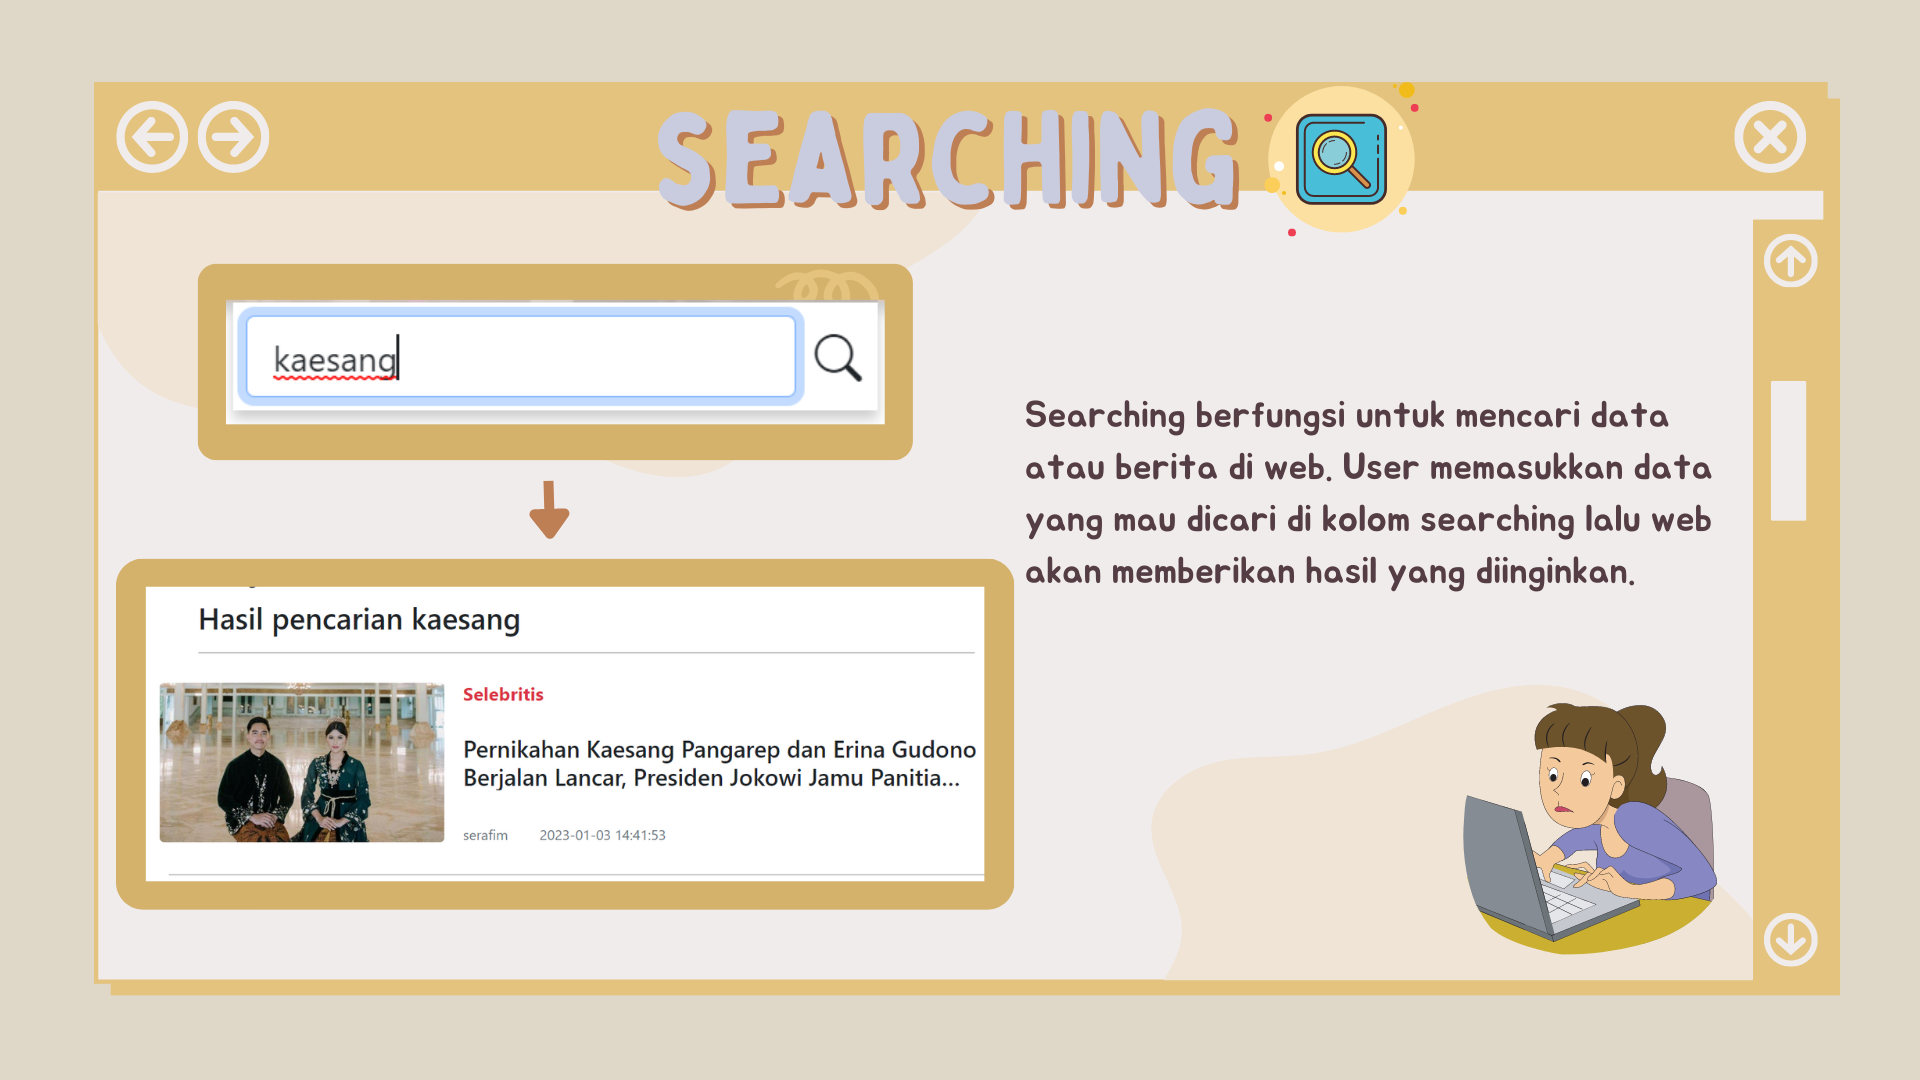 SEARCHING
kaesang
Searching berfungsi untuk mencari data
atau berita di web. User memasukkan data
yang mau dicari di kolom searching lalu web
akan memberikan hasil yang diinginkan.
Hasil pencarian kaesang
Selebritis
Pernikahan Kaesang Pangarep dan Erina Gudono
Berjalan Lancar, Presiden Jokowi Jamu Panitia...
serafim 2023-01-03 14:41:53